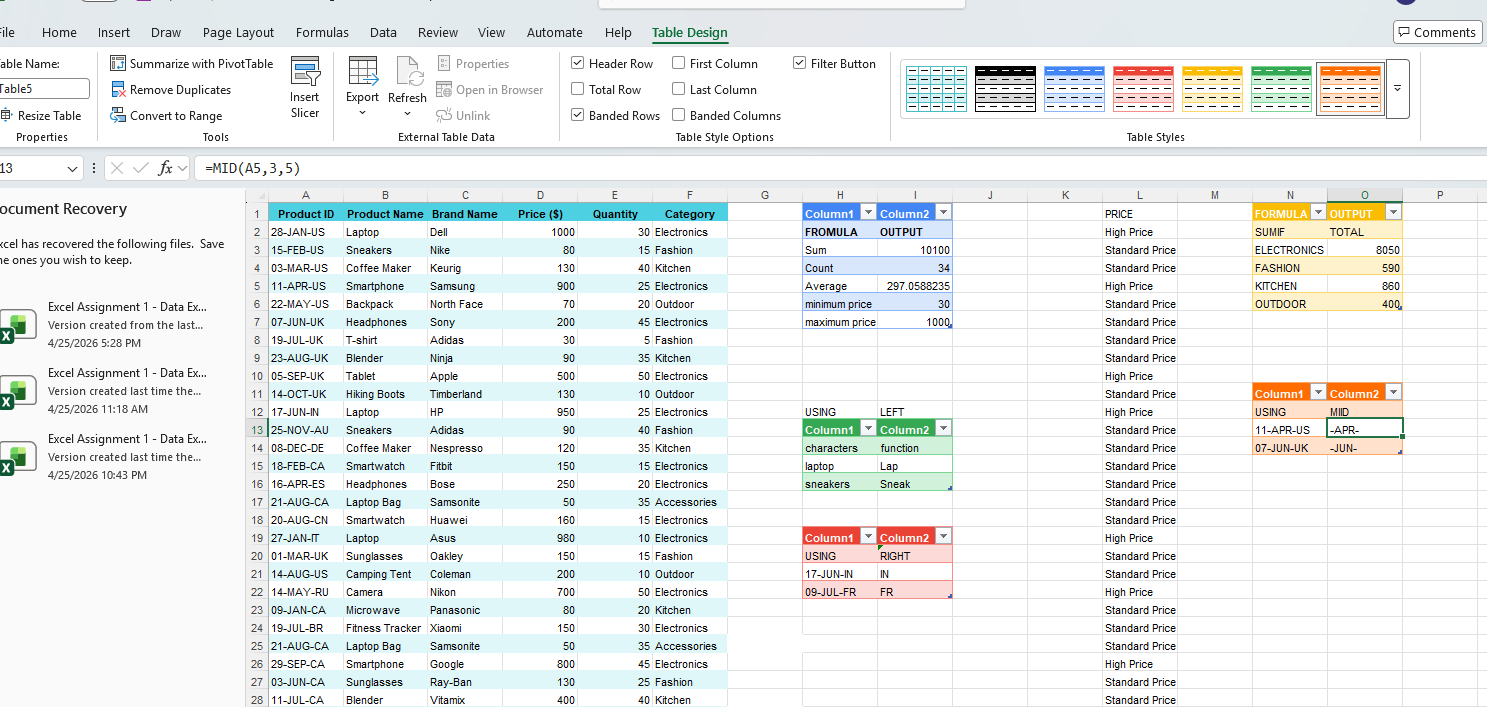 File Home Insert Draw Page Layout Formulas Data Review View Automate Help Table Design Comments
Table Name: Summarize with PivotTable Properties Header Row First Column Filter Button
Table5 Remove Duplicates Insert Slicer Export Refresh Open in Browser Total Row Last Column
Resize Table Convert to Range Unlink Banded Rows Banded Columns
Properties Tools External Table Data Table Style Options Table Styles
13 fx =MID(A5,3,5)
Document Recovery
Excel has recovered the following files. Save
the ones you wish to keep.
Excel Assignment 1 - Data Ex...
Version created from the last...
4/25/2026 5:28 PM
Excel Assignment 1 - Data Ex...
Version created last time the...
4/25/2026 11:18 AM
Excel Assignment 1 - Data Ex...
Version created last time the...
4/25/2026 10:43 PM
A B C D E F G H I J K L M N O P
1 Product ID Product Name Brand Name Price ($) Quantity Category Column1 Column2 PRICE FORMULA OUTPUT
2 28-JAN-US Laptop Dell 1000 30 Electronics FROMULA OUTPUT High Price SUMIF TOTAL
3 15-FEB-US Sneakers Nike 80 15 Fashion Sum 10100 Standard Price ELECTRONICS 8050
4 03-MAR-US Coffee Maker Keurig 130 40 Kitchen Count 34 Standard Price FASHION 590
5 11-APR-US Smartphone Samsung 900 25 Electronics Average 297.0588235 High Price KITCHEN 860
6 22-MAY-US Backpack North Face 70 20 Outdoor minimum price 30 Standard Price OUTDOOR 400
7 07-JUN-UK Headphones Sony 200 45 Electronics maximum price 1000 Standard Price
8 19-JUL-UK T-shirt Adidas 30 5 Fashion Standard Price
9 23-AUG-UK Blender Ninja 90 35 Kitchen Standard Price
10 05-SEP-UK Tablet Apple 500 50 Electronics High Price
11 14-OCT-UK Hiking Boots Timberland 130 10 Outdoor Standard Price Column1 Column2
12 17-JUN-IN Laptop HP 950 25 Electronics USING LEFT High Price USING MIID
13 25-NOV-AU Sneakers Adidas 90 40 Fashion Column1 Column2 Standard Price 11-APR-US -APR-
14 08-DEC-DE Coffee Maker Nespresso 120 35 Kitchen characters function Standard Price 07-JUN-UK -JUN-
15 18-FEB-CA Smartwatch Fitbit 150 15 Electronics laptop Lap Standard Price
16 16-APR-ES Headphones Bose 250 20 Electronics sneakers Sneak Standard Price
17 21-AUG-CA Laptop Bag Samsonite 50 35 Accessories Standard Price
18 20-AUG-CN Smartwatch Huawei 160 15 Electronics Standard Price
19 27-JAN-IT Laptop Asus 980 10 Electronics Column1 Column2 High Price
20 01-MAR-UK Sunglasses Oakley 150 15 Fashion USING RIGHT Standard Price
21 14-AUG-US Camping Tent Coleman 200 10 Outdoor 17-JUN-IN IN Standard Price
22 14-MAY-RU Camera Nikon 700 50 Electronics 09-JUL-FR FR High Price
23 09-JAN-CA Microwave Panasonic 80 20 Kitchen Standard Price
24 19-JUL-BR Fitness Tracker Xiaomi 150 30 Electronics Standard Price
25 21-AUG-CA Laptop Bag Samsonite 50 35 Accessories Standard Price
26 29-SEP-CA Smartphone Google 800 45 Electronics High Price
27 03-JUN-CA Sunglasses Ray-Ban 130 25 Fashion Standard Price
28 11-JUL-CA Blender Vitamix 400 40 Kitchen Standard Price